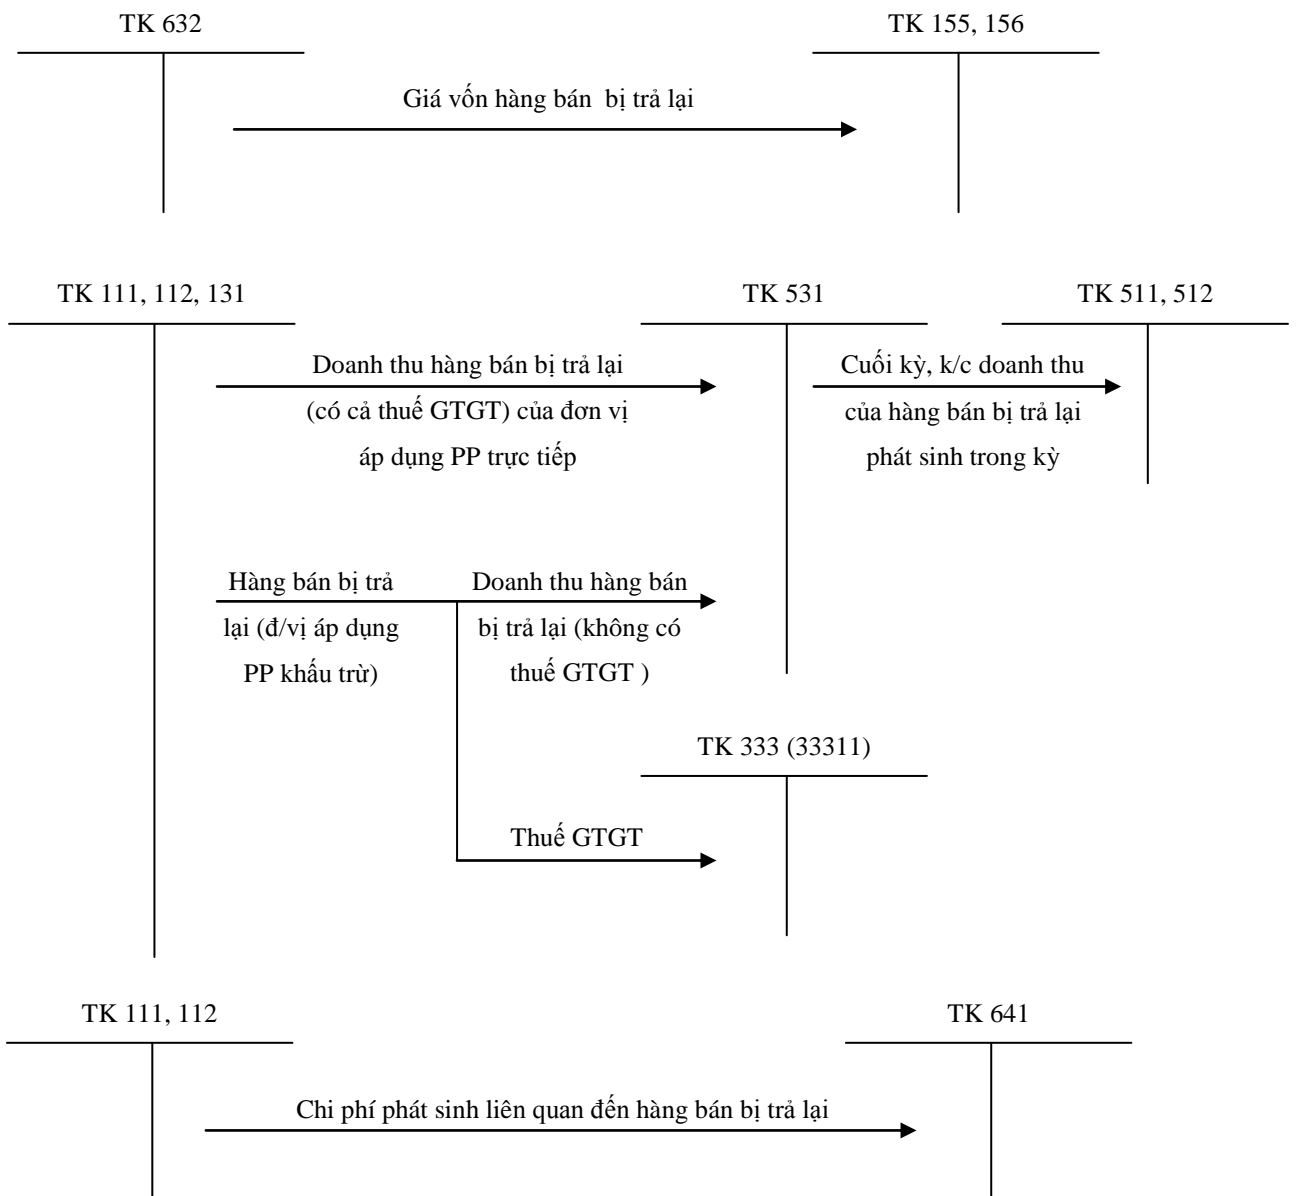 TK 632
TK 155, 156
Giá vốn hàng bán bị trả lại
TK 111, 112, 131
TK 531
TK 511, 512
Doanh thu hàng bán bị trả lại
(có cả thuế GTGT) của đơn vị
áp dụng PP trực tiếp
Cuối kỳ, k/c doanh thu
của hàng bán bị trả lại
phát sinh trong kỳ
Hàng bán bị trả
lại (đ/vị áp dụng
PP khấu trừ)
Doanh thu hàng bán
bị trả lại (không có
thuế GTGT )
TK 333 (33311)
Thuế GTGT
TK 111, 112
TK 641
Chi phí phát sinh liên quan đến hàng bán bị trả lại